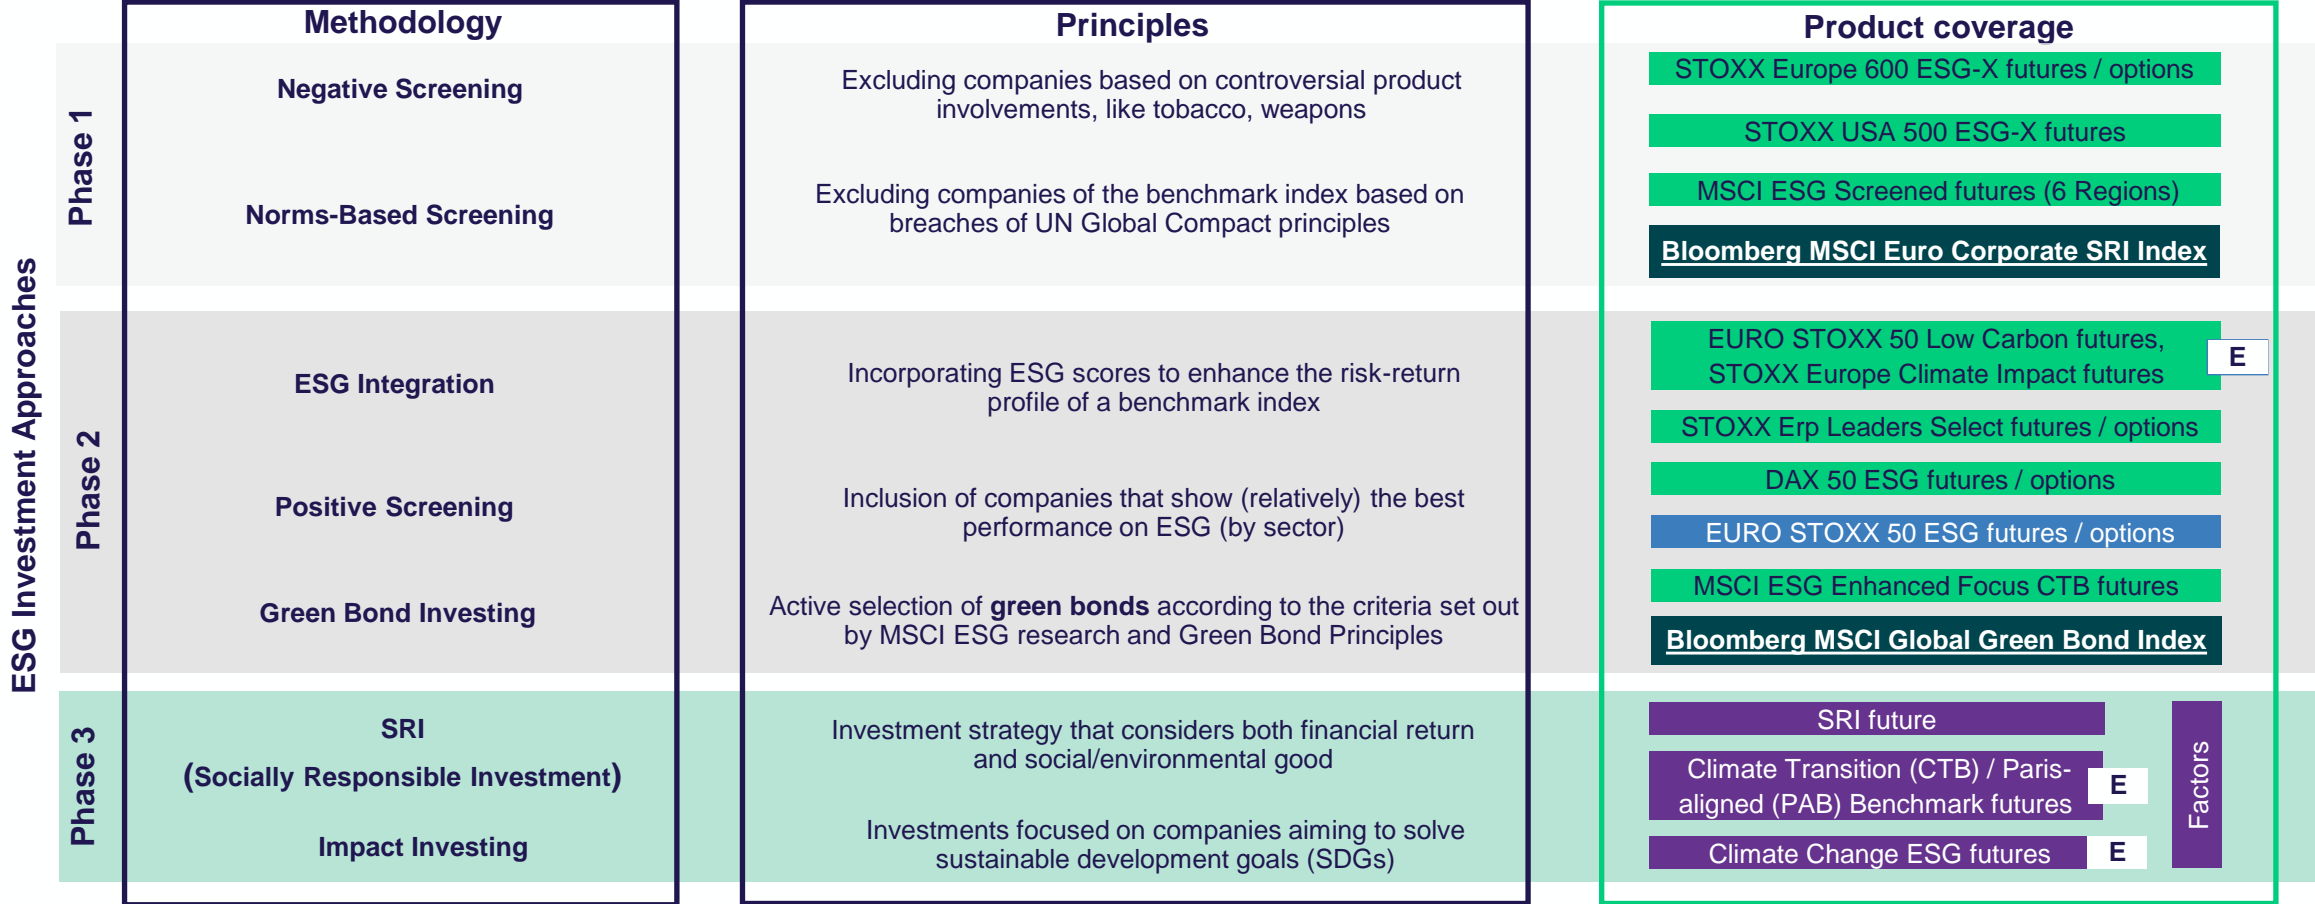 Methodology
Principles
Product coverage
ESG Investment Approaches
Phase 1
Negative Screening
Excluding companies based on controversial product
involvements, like tobacco, weapons
Norms-Based Screening
Excluding companies of the benchmark index based on
breaches of UN Global Compact principles
STOXX Europe 600 ESG-X futures / options
STOXX USA 500 ESG-X futures
MSCI ESG Screened futures (6 Regions)
Bloomberg MSCI Euro Corporate SRI Index
Phase 2
ESG Integration
Incorporating ESG scores to enhance the risk-return
profile of a benchmark index
Positive Screening
Inclusion of companies that show (relatively) the best
performance on ESG (by sector)
Green Bond Investing
Active selection of green bonds according to the criteria set out
by MSCI ESG research and Green Bond Principles
EURO STOXX 50 Low Carbon futures,
STOXX Europe Climate Impact futures
E
STOXX Erp Leaders Select futures / options
DAX 50 ESG futures / options
EURO STOXX 50 ESG futures / options
MSCI ESG Enhanced Focus CTB futures
Bloomberg MSCI Global Green Bond Index
Phase 3
SRI
(Socially Responsible Investment)
Investment strategy that considers both financial return
and social/environmental good
Impact Investing
Investments focused on companies aiming to solve
sustainable development goals (SDGs)
SRI future
Climate Transition (CTB) / Paris-
aligned (PAB) Benchmark futures
E
Climate Change ESG futures
E
Factors